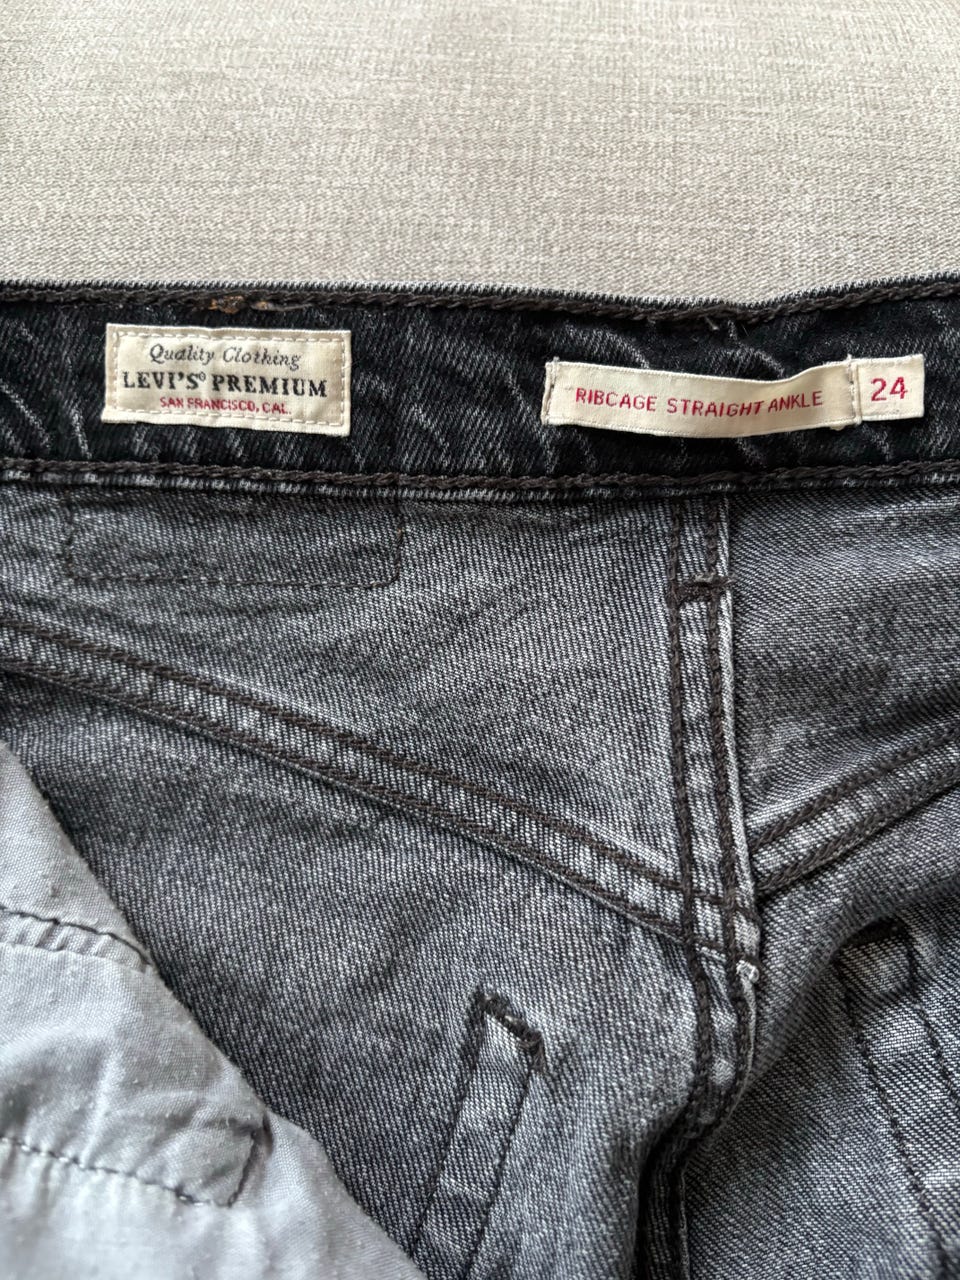 Quality Clothing
LEVI'S® PREMIUM
SAN FRANCISCO, CAL.
RIBCAGE STRAIGHT ANKLE 24